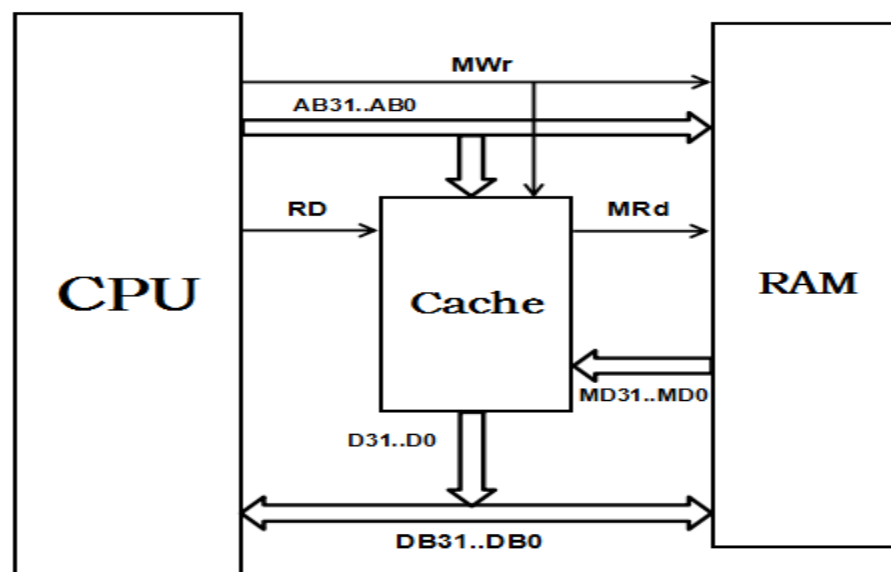 MWr
AB31..AB0
RD
MRd
CPU
Cache
RAM
MD31..MD0
D31..D0
DB31..DB0